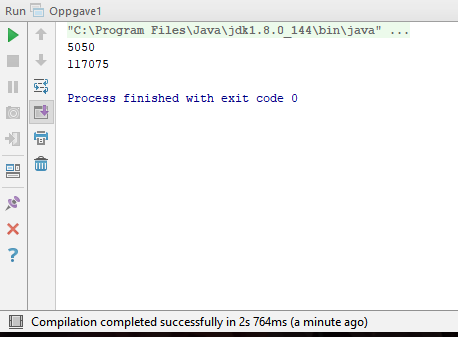 Run Oppgave1
"C:\Program Files\Java\jdk1.8.0_144\bin\java" ...
5050
117075
Process finished with exit code 0
?
Compilation completed successfully in 2s 764ms (a minute ago)